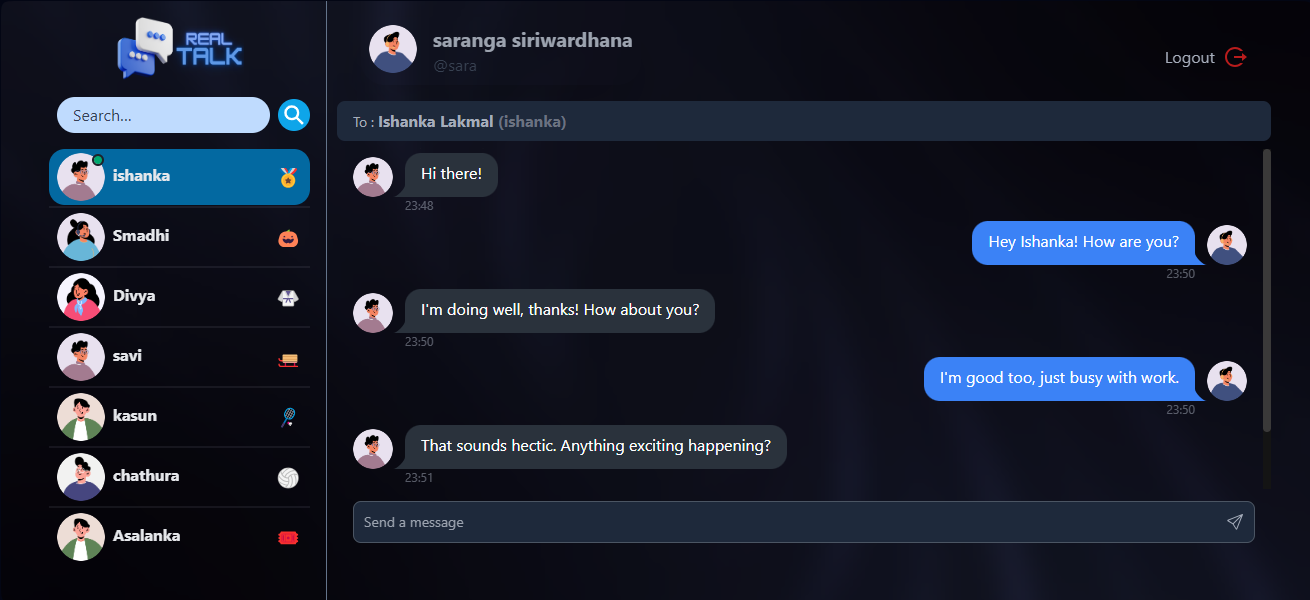 REAL
TALK
Search...
ishanka
Smadhi
Divya
savi
kasun
chathura
Asalanka
saranga siriwardhana
@sara
Logout
To : Ishanka Lakmal (ishanka)
Hi there!
23:48
Hey Ishanka! How are you?
23:50
I'm doing well, thanks! How about you?
23:50
I'm good too, just busy with work.
23:50
That sounds hectic. Anything exciting happening?
23:51
Send a message